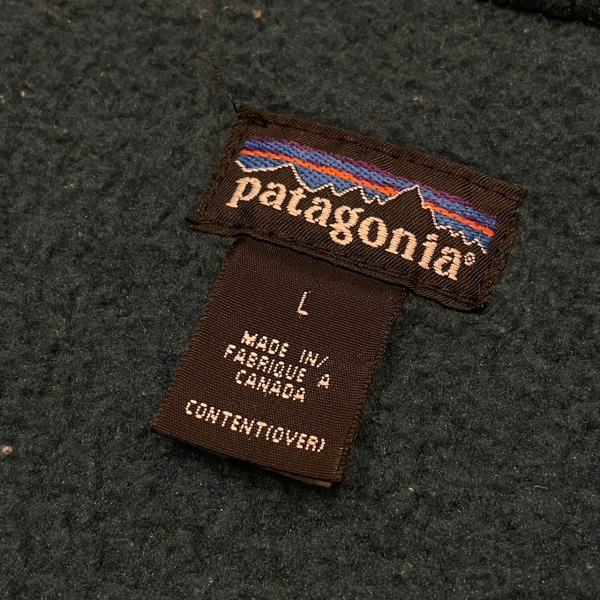 patagonia®
L
MADE IN/
FABRIQUE A
CANADA
CONTENT(OVER)